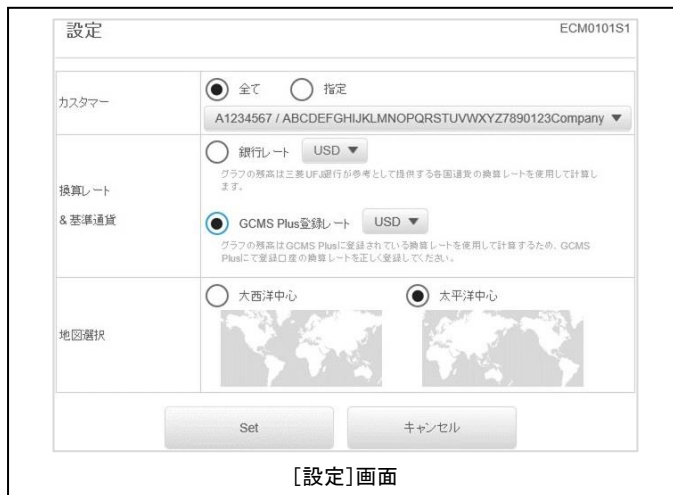 設定
ECM0101S1
カスタマー
全て
指定
A1234567 / ABCDEFGHIJKLMNOPQRSTUVWXYZ7890123Company ▼
換算レート
&基準通貨
銀行レート
USD ▼
グラフの残高は三菱UFJ銀行が参考として提供する各国通貨の換算レートを使用して計算し
ます。
GCMS Plus登録レート
USD ▼
グラフの残高はGCMS Plusに登録されている換算レートを使用して計算するため、GCMS
Plusにて登録口座の換算レートを正しく登録してください。
地図選択
大西洋中心
太平洋中心
Set
キャンセル
[設定]画面